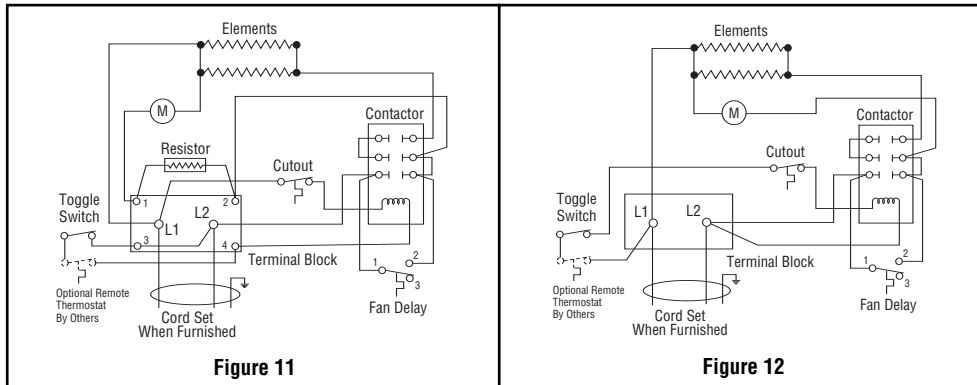 Elements
M
Contactor
Resistor
Cutout
1
2
Toggle
Switch
L1
L2
3
4
Terminal Block
1
2
3
Optional Remote
Thermostat
By Others
Cord Set
When Furnished
Fan Delay
Figure 11
Elements
M
Contactor
Cutout
Toggle
Switch
L1
L2
Terminal Block
1
2
3
Optional Remote
Thermostat
By Others
Cord Set
When Furnished
Fan Delay
Figure 12